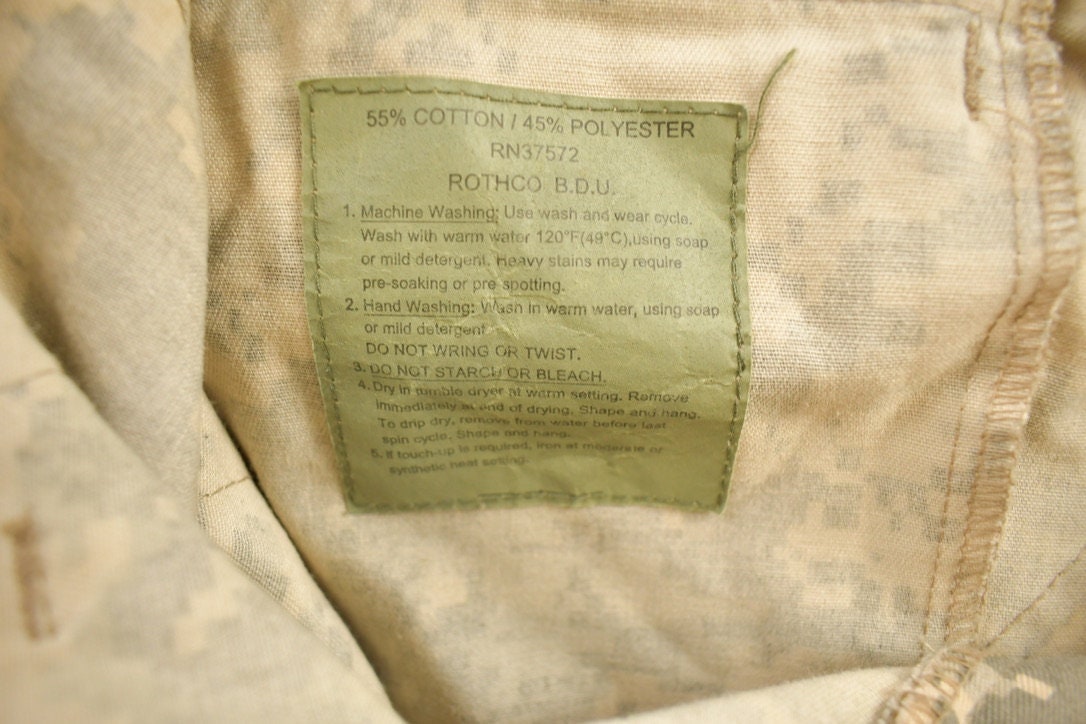 55% COTTON / 45% POLYESTER
RN37572
ROTHCO B.D.U.
1. Machine Washing: Use wash and wear cycle.
Wash with warm water 120°F(49°C),using soap
or mild detergent. Heavy stains may require
pre-soaking or pre spotting.
2. Hand Washing: Wash in warm water, using soap
or mild detergent
DO NOT WRING OR TWIST.
3. DO NOT STARCH OR BLEACH.
4. Dry in tumble dryer at warm setting. Remove
immediately at end of drying. Shape and hang.
To drip dry, remove from water before last
spin cycle. Shape and hang.
5. If touch-up is required, iron at moderate or
synthetic heat setting.